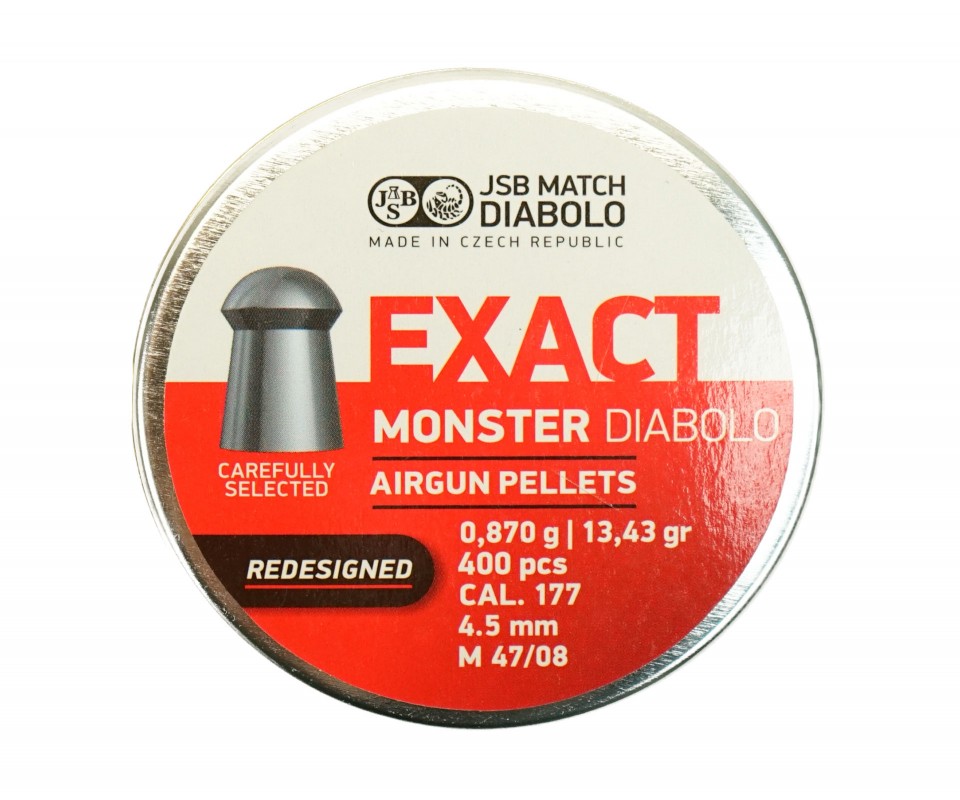 JSB
JSB MATCH
DIABOLO
MADE IN CZECH REPUBLIC
EXACT
MONSTER DIABOLO
AIRGUN PELLETS
CAREFULLY
SELECTED
0,870 g | 13,43 gr
400 pcs
REDESIGNED
CAL. 177
4.5 mm
M 47/08